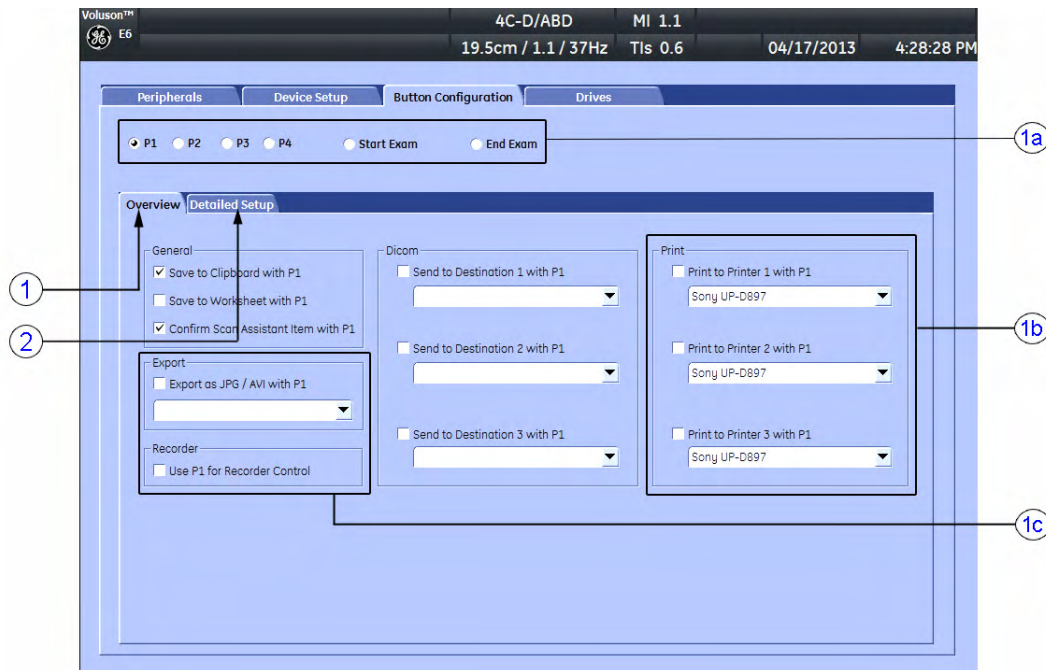 Voluson™
E6
4C-D/ABD MI 1.1
19.5cm / 1.1 / 37Hz TIs 0.6 04/17/2013 4:28:28 PM
Peripherals Device Setup Button Configuration Drives
P1 P2 P3 P4 Start Exam End Exam
1a
Overview Detailed Setup
1
2
General
Save to Clipboard with P1
Save to Worksheet with P1
Confirm Scan Assistant Item with P1
Export
Export as JPG / AVI with P1
Recorder
Use P1 for Recorder Control
Dicom
Send to Destination 1 with P1
Send to Destination 2 with P1
Send to Destination 3 with P1
Print
Print to Printer 1 with P1
Sony UP-D897
Print to Printer 2 with P1
Sony UP-D897
Print to Printer 3 with P1
Sony UP-D897
1b
1c